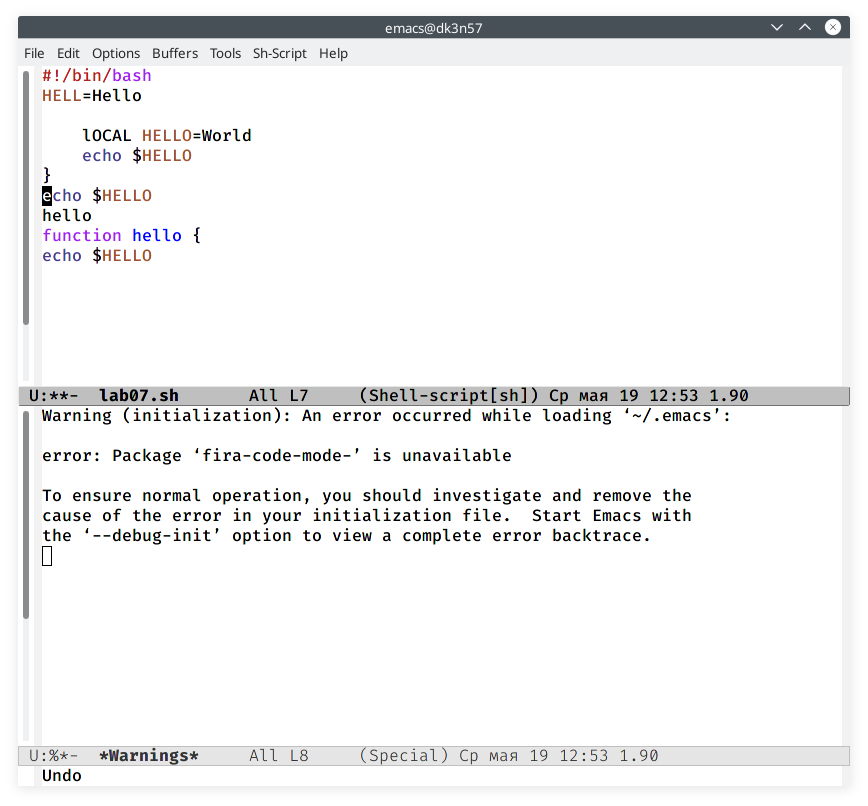 emacs@dk3n57
File Edit Options Buffers Tools Sh-Script Help
#!/bin/bash
HELL=Hello
lOCAL HELLO=World
echo $HELLO
}
echo $HELLO
hello
function hello {
echo $HELLO
U:**- lab07.sh All L7 (Shell-script[sh]) Ср мая 19 12:53 1.90
Warning (initialization): An error occurred while loading ‘~/.emacs’:
error: Package ‘fira-code-mode-’ is unavailable
To ensure normal operation, you should investigate and remove the
cause of the error in your initialization file. Start Emacs with
the ‘--debug-init’ option to view a complete error backtrace.
U:%*- *Warnings* All L8 (Special) Ср мая 19 12:53 1.90
Undo